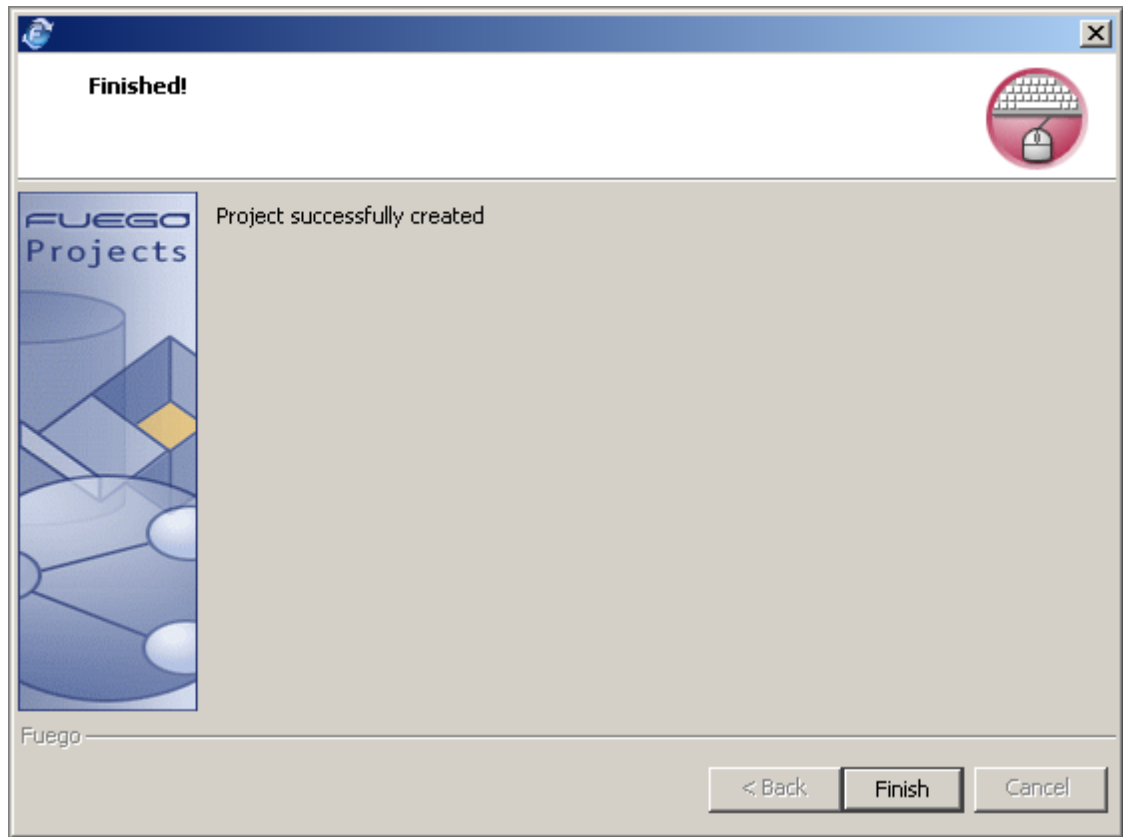 Finished!
FUEGO
Projects
Project successfully created
Fuego
< Back
Finish
Cancel